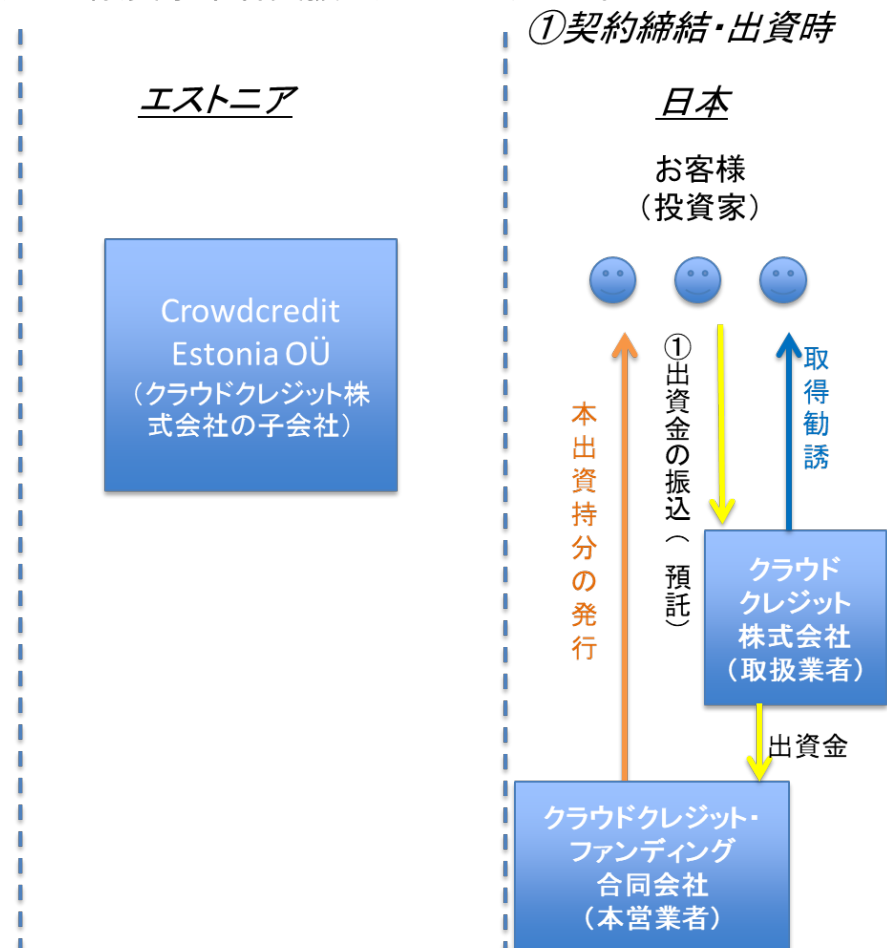 ①契約締結・出資時
エストニア
日本
お客様
（投資家）
Crowdcredit
Estonia OÜ
（クラウドクレジット株
式会社の子会社）
本出資持分の発行
①出資金の振込（預託）
取得勧誘
クラウド
クレジット
株式会社
（取扱業者）
出資金
クラウドクレジット・
ファンディング
合同会社
（本営業者）